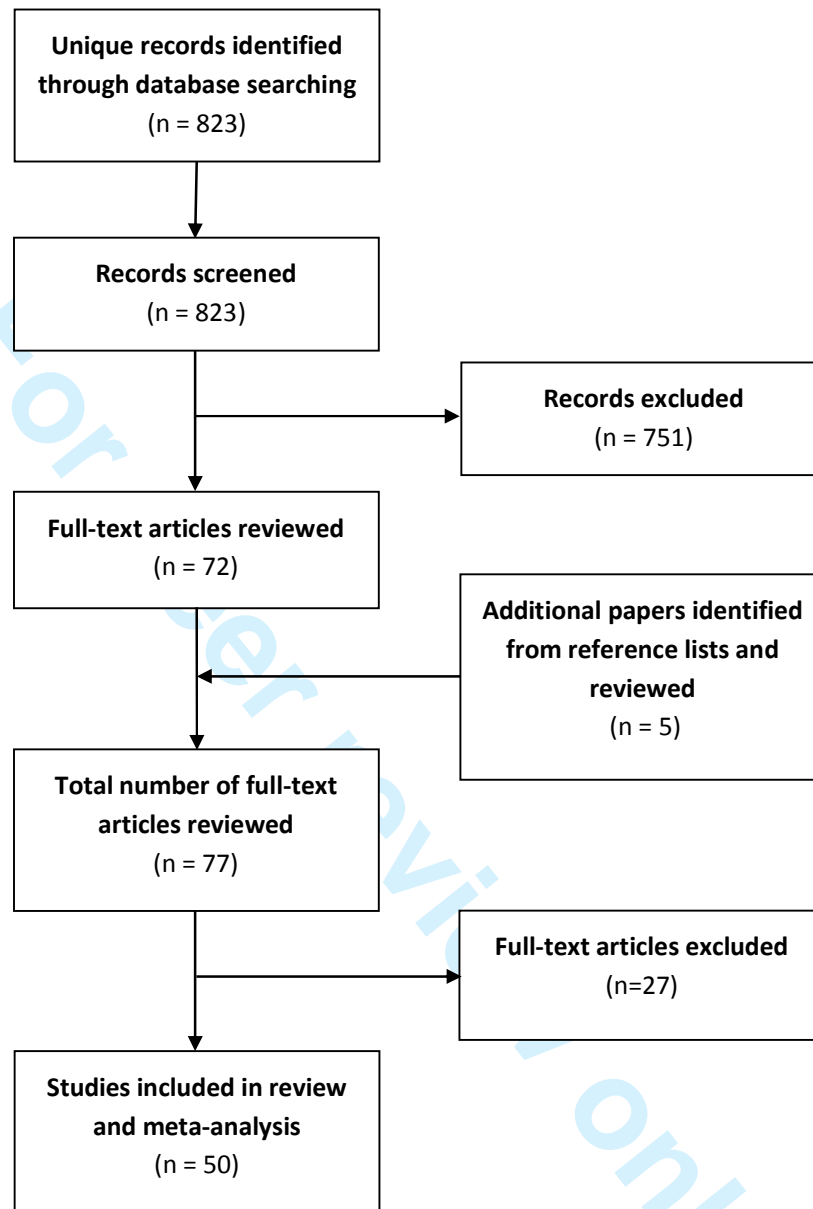 Unique records identified
through database searching
(n = 823)
Records screened
(n = 823)
Records excluded
(n = 751)
Full-text articles reviewed
(n = 72)
Additional papers identified
from reference lists and
reviewed
(n = 5)
Total number of full-text
articles reviewed
(n = 77)
Full-text articles excluded
(n=27)
Studies included in review
and meta-analysis
(n = 50)